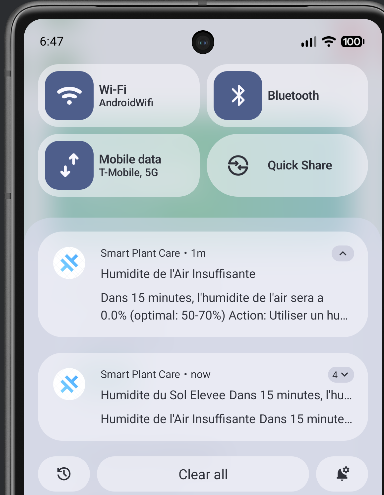 6:47
100
Wi-Fi
AndroidWifi
Bluetooth
Mobile data
T-Mobile, 5G
Quick Share
Smart Plant Care • 1m
Humidite de l'Air Insuffisante
Dans 15 minutes, l'humidite de l'air sera a
0.0% (optimal: 50-70%) Action: Utiliser un hu...
Smart Plant Care • now
4
Humidite du Sol Elevee Dans 15 minutes, l'hu...
Humidite de l'Air Insuffisante Dans 15 minute...
Clear all